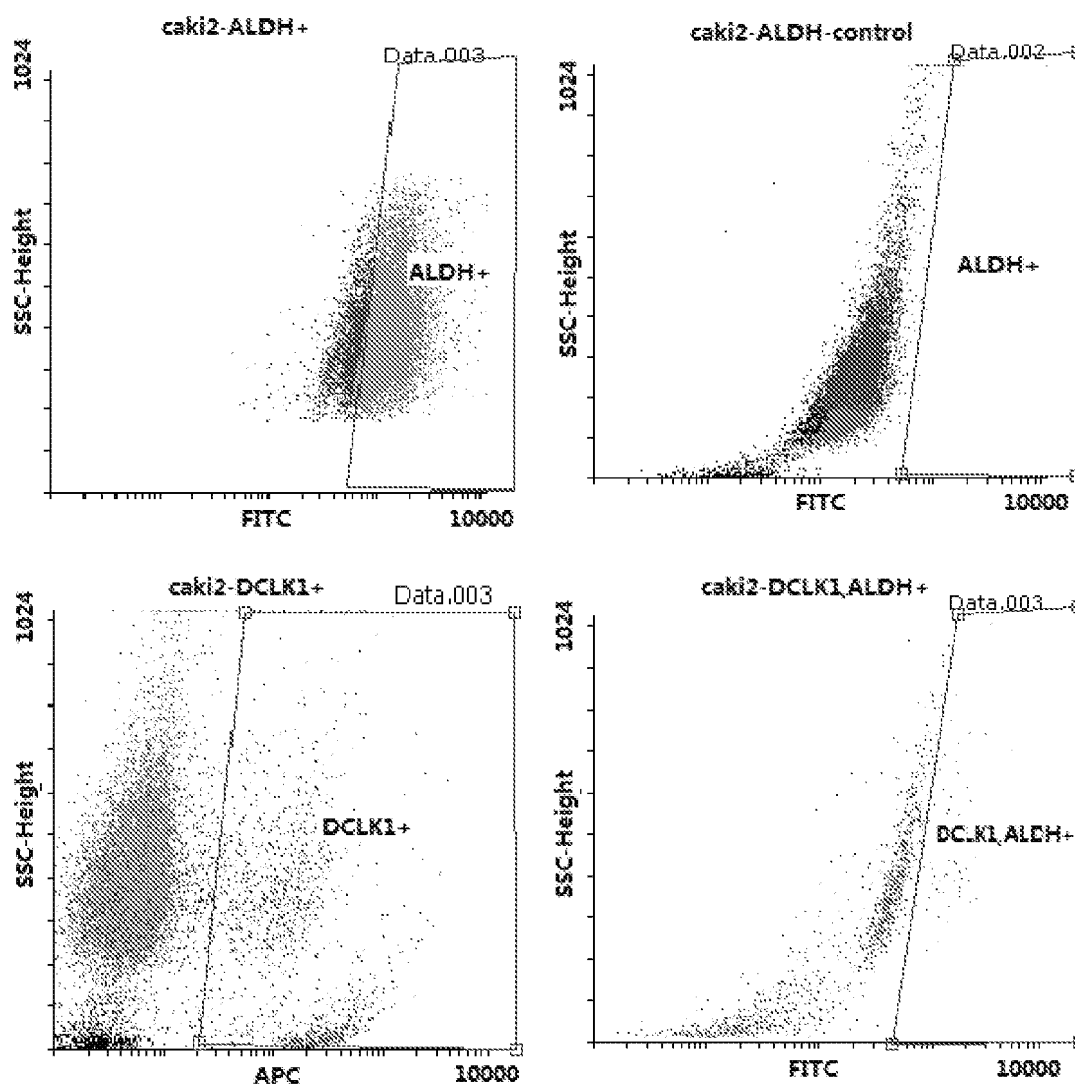 caki2-ALDH+
Data.003
1024
SSC-Height
ALDH+
FITC
10000
caki2-ALDH-control
Data.002
1024
SSC-Height
ALDH+
FITC
10000
caki2-DCLK1+
Data.003
1024
SSC-Height
DCLK1+
APC
10000
caki2-DCLK1,ALDH+
Data.003
1024
SSC-Height
DCLK1,ALDH+
FITC
10000